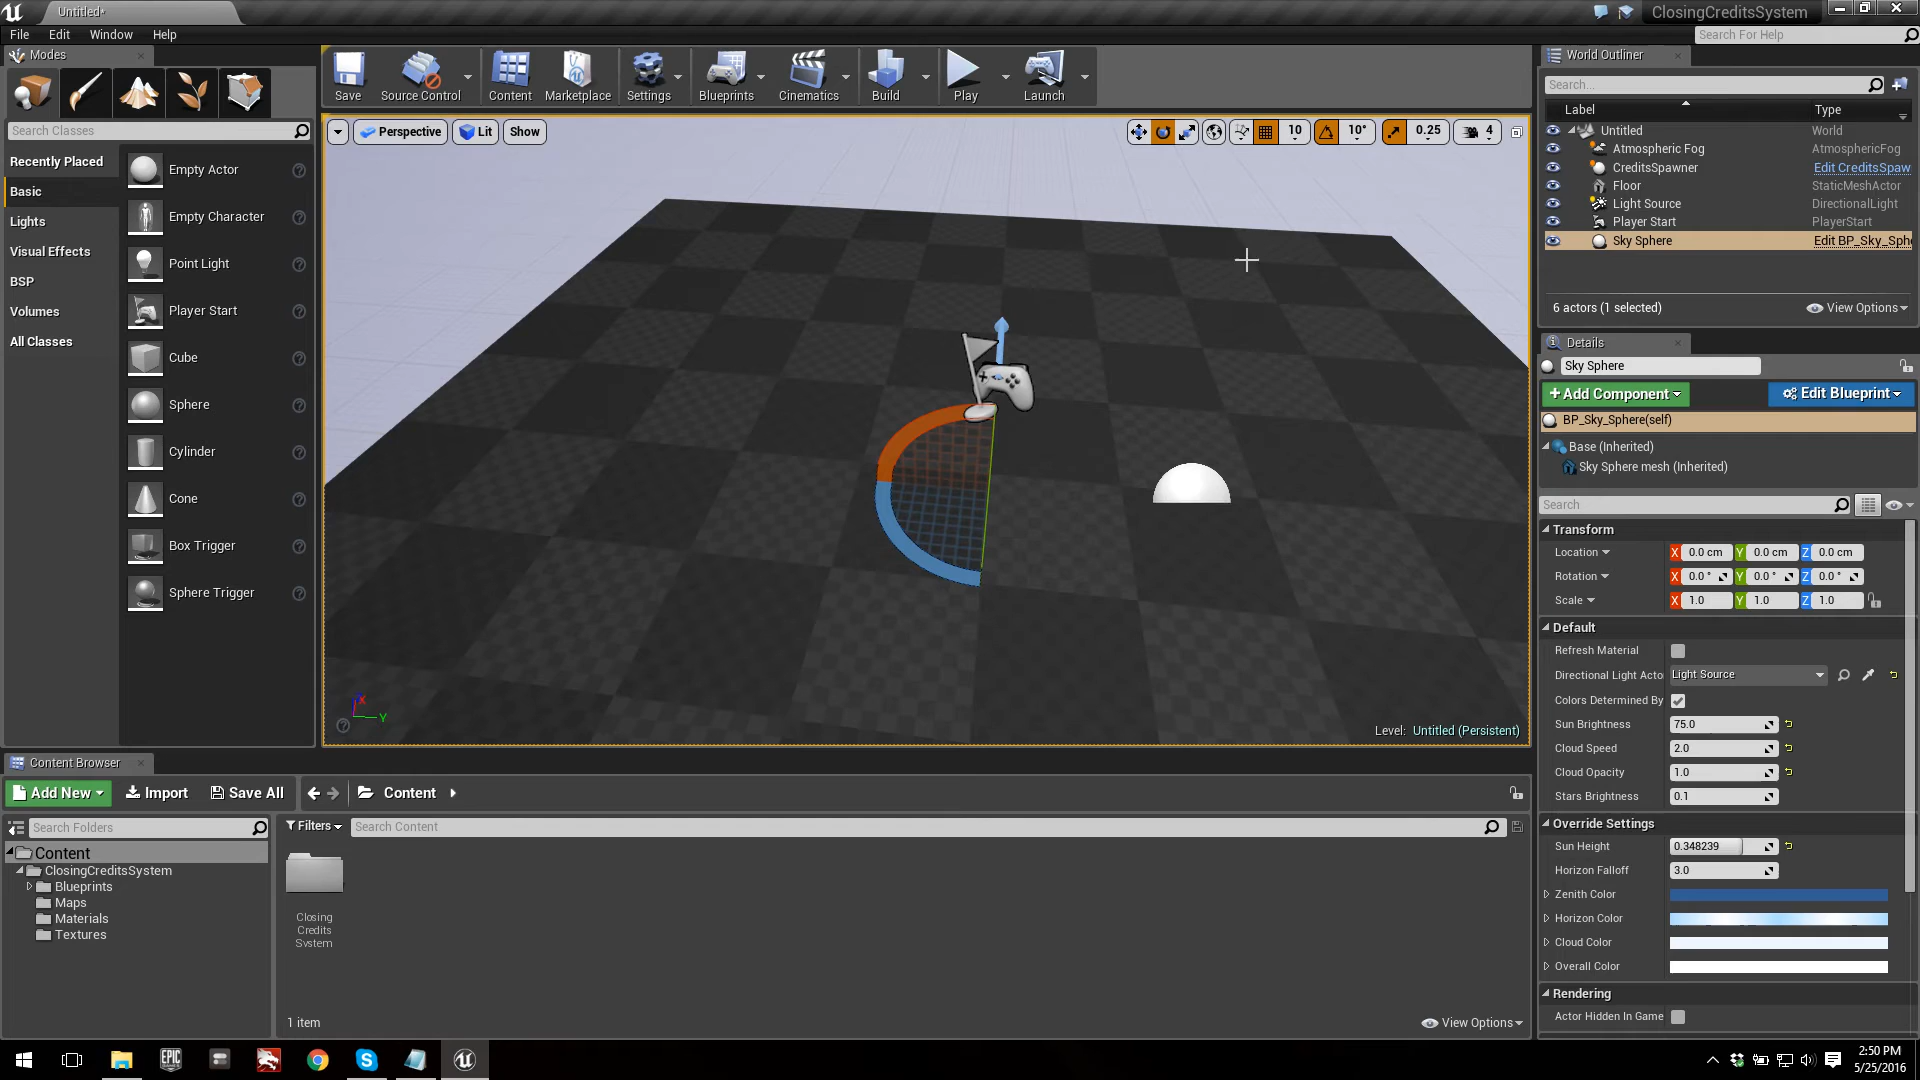 Untitled*
ClosingCreditsSystem
File Edit Window Help
Search For Help
Modes
Save
Source Control
Content
Marketplace
Settings
Blueprints
Cinematics
Build
Play
Launch
Search Classes
Recently Placed
Basic
Lights
Visual Effects
BSP
Volumes
All Classes
Empty Actor
Empty Character
Point Light
Player Start
Cube
Sphere
Cylinder
Cone
Box Trigger
Sphere Trigger
Perspective
Lit
Show
10
10°
0.25
4
X
Y
Level: Untitled (Persistent)
World Outliner
Search...
Label Type
Untitled World
Atmospheric Fog AtmosphericFog
CreditsSpawner Edit CreditsSpaw
Floor StaticMeshActor
Light Source DirectionalLight
Player Start PlayerStart
Sky Sphere Edit BP_Sky_Sphe
6 actors (1 selected) View Options
Details
Sky Sphere
+Add Component Edit Blueprint
BP_Sky_Sphere(self)
Base (Inherited)
Sky Sphere mesh (Inherited)
Search
Transform
Location X 0.0 cm Y 0.0 cm Z 0.0 cm
Rotation X 0.0 ° Y 0.0 ° Z 0.0 °
Scale X 1.0 Y 1.0 Z 1.0
Default
Refresh Material
Directional Light Acto Light Source
Colors Determined By
Sun Brightness 75.0
Cloud Speed 2.0
Cloud Opacity 1.0
Stars Brightness 0.1
Override Settings
Sun Height 0.348239
Horizon Falloff 3.0
Zenith Color
Horizon Color
Cloud Color
Overall Color
Rendering
Actor Hidden In Game
Content Browser
Add New Import Save All Content
Search Folders
Filters Search Content
Content
ClosingCreditsSystem
Blueprints
Maps
Materials
Textures
Closing
Credits
System
1 item
View Options
EPIC
GAMES
2:50 PM
5/25/2016